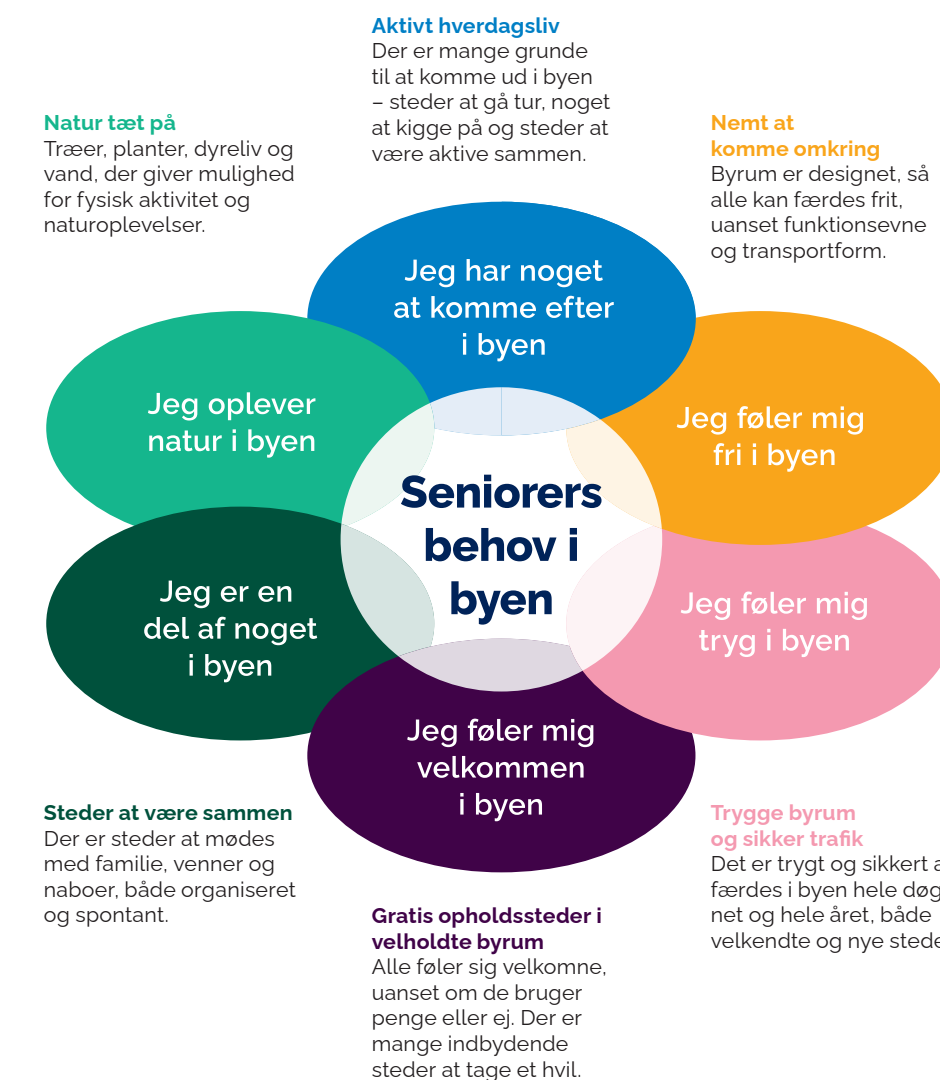 Aktivt hverdagsliv
Der er mange grunde
til at komme ud i byen
– steder at gå tur, noget
at kigge på og steder at
være aktive sammen.
Natur tæt på
Træer, planter, dyreliv og
vand, der giver mulighed
for fysisk aktivitet og
naturoplevelser.
Nemt at
komme omkring
Byrum er designet, så
alle kan færdes frit,
uanset funktionsevne
og transportform.
Jeg har noget
at komme efter
i byen
Jeg oplever
natur i byen
Jeg føler mig
fri i byen
Seniorers
behov i
byen
Jeg er en
del af noget
i byen
Jeg føler mig
tryg i byen
Jeg føler mig
velkommen
i byen
Steder at være sammen
Der er steder at mødes
med familie, venner og
naboer, både organiseret
og spontant.
Trygge byrum
og sikker trafik
Det er trygt og sikkert
færdes i byen hele døg
net og hele året, både
velkendte og nye stede
Gratis opholdssteder i
velholdte byrum
Alle føler sig velkomne,
uanset om de bruger
penge eller ej. Der er
mange indbydende
steder at tage et hvil.